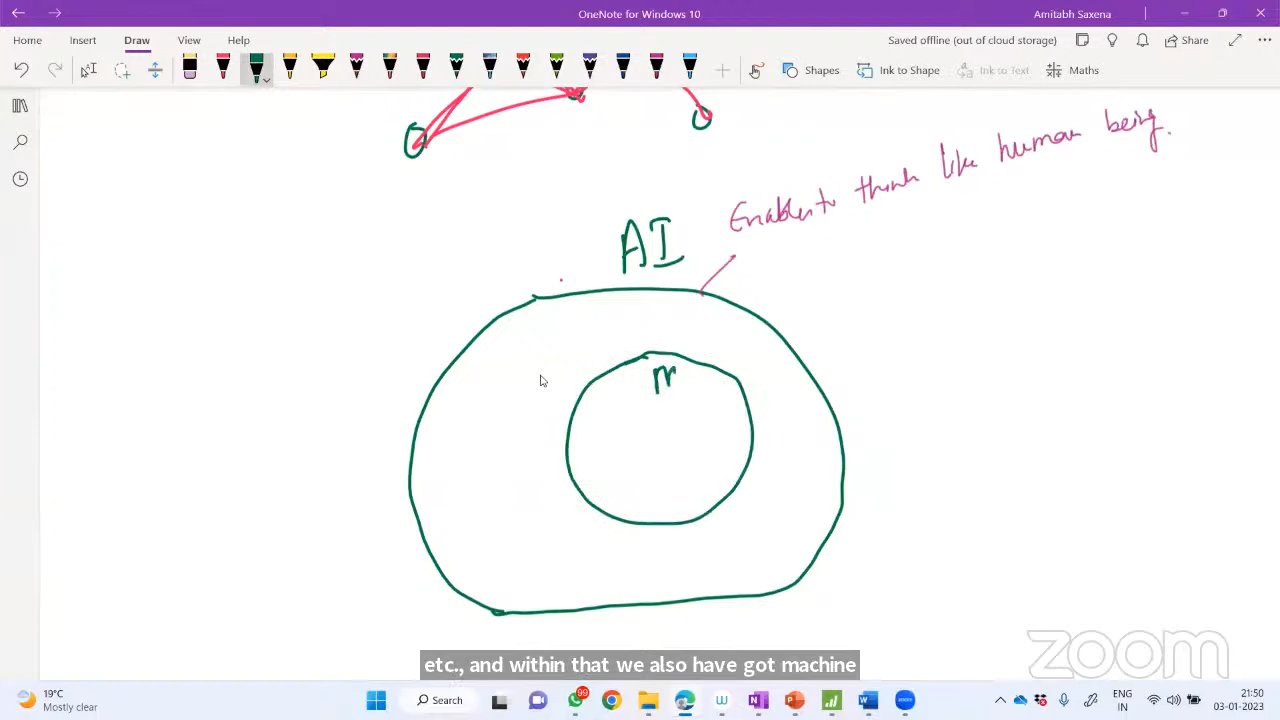 OneNote for Windows 10
Amitabh Saxena
Home
Insert
Draw
View
Help
Saved offline (out of cloud storage)
Share
Shapes
Ink to Shape
Ink to Text
Maths
Enables to think like human being.
AI
m
etc., and within that we also have got machine
zoom
19°C
Mostly clear
Search
99
ENG
IN
21:50
03-01-2023